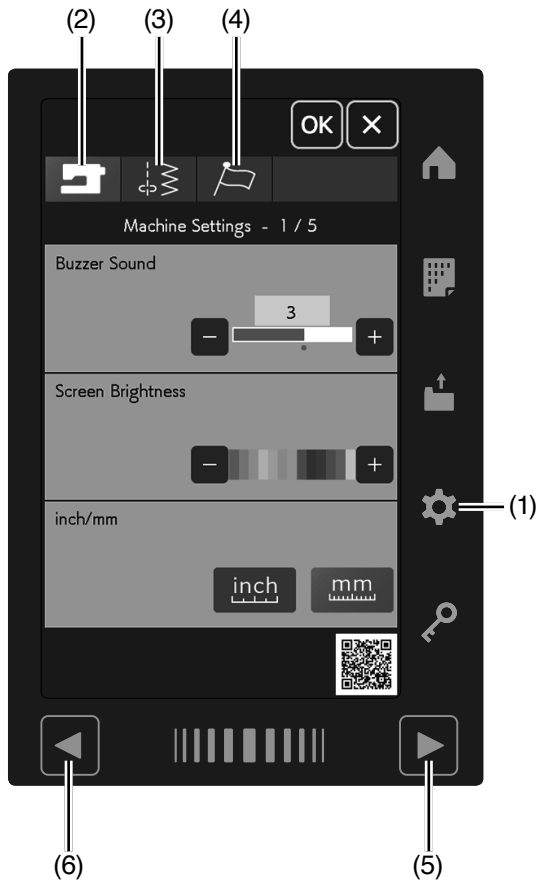 (2) (3) (4)
OK
Machine Settings - 1 / 5
Buzzer Sound
3
Screen Brightness
inch/mm
(1)
inch mm
(6) (5)